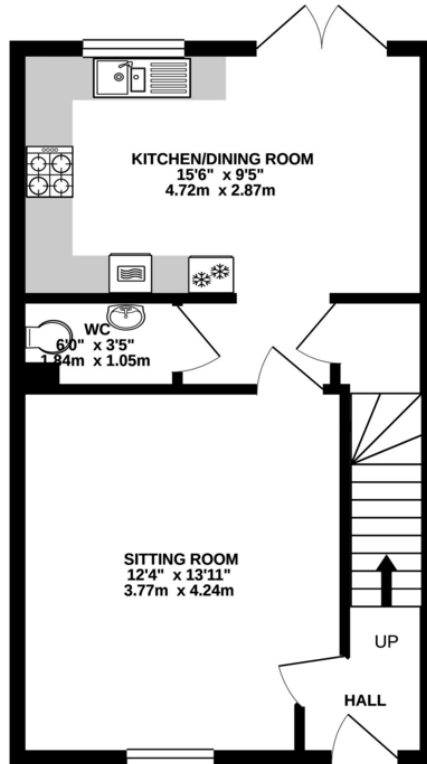 KITCHEN/DINING ROOM
15'6" x 9'5"
4.72m x 2.87m
WC
6'0" x 3'5"
1.84m x 1.05m
SITTING ROOM
12'4" x 13'11"
3.77m x 4.24m
UP
HALL